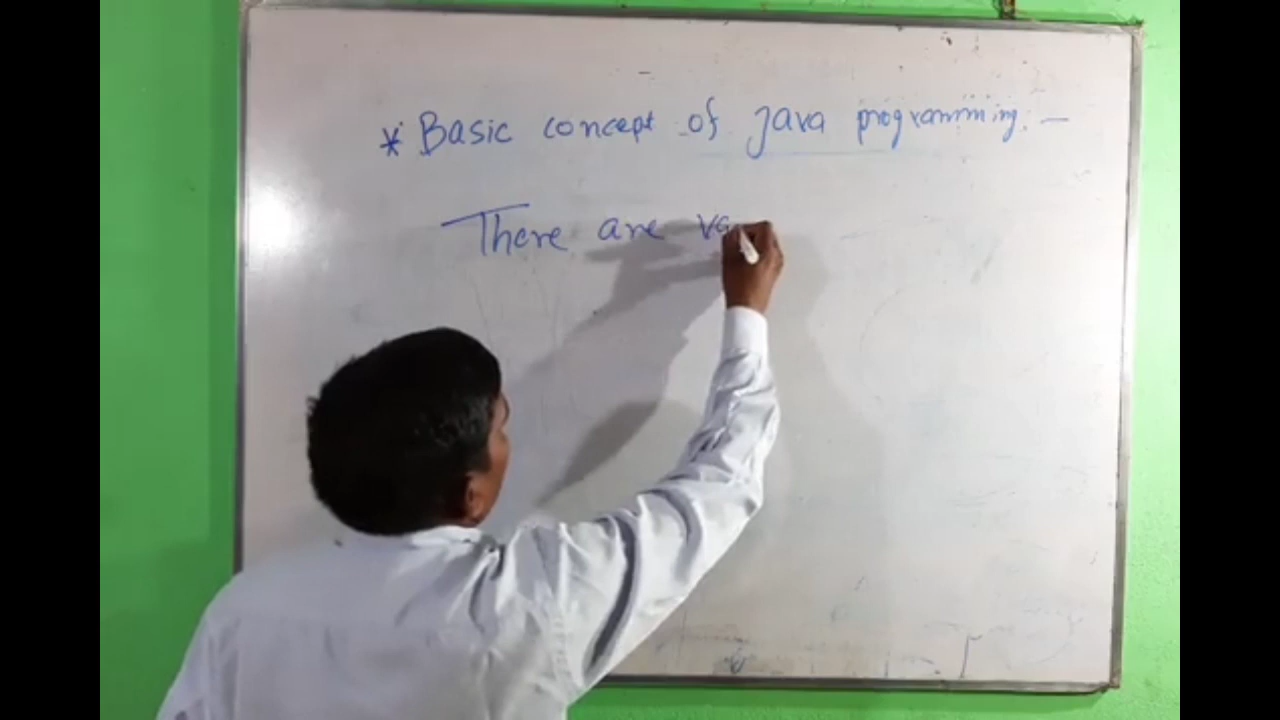 * Basic concept of Java programming. -
There are va